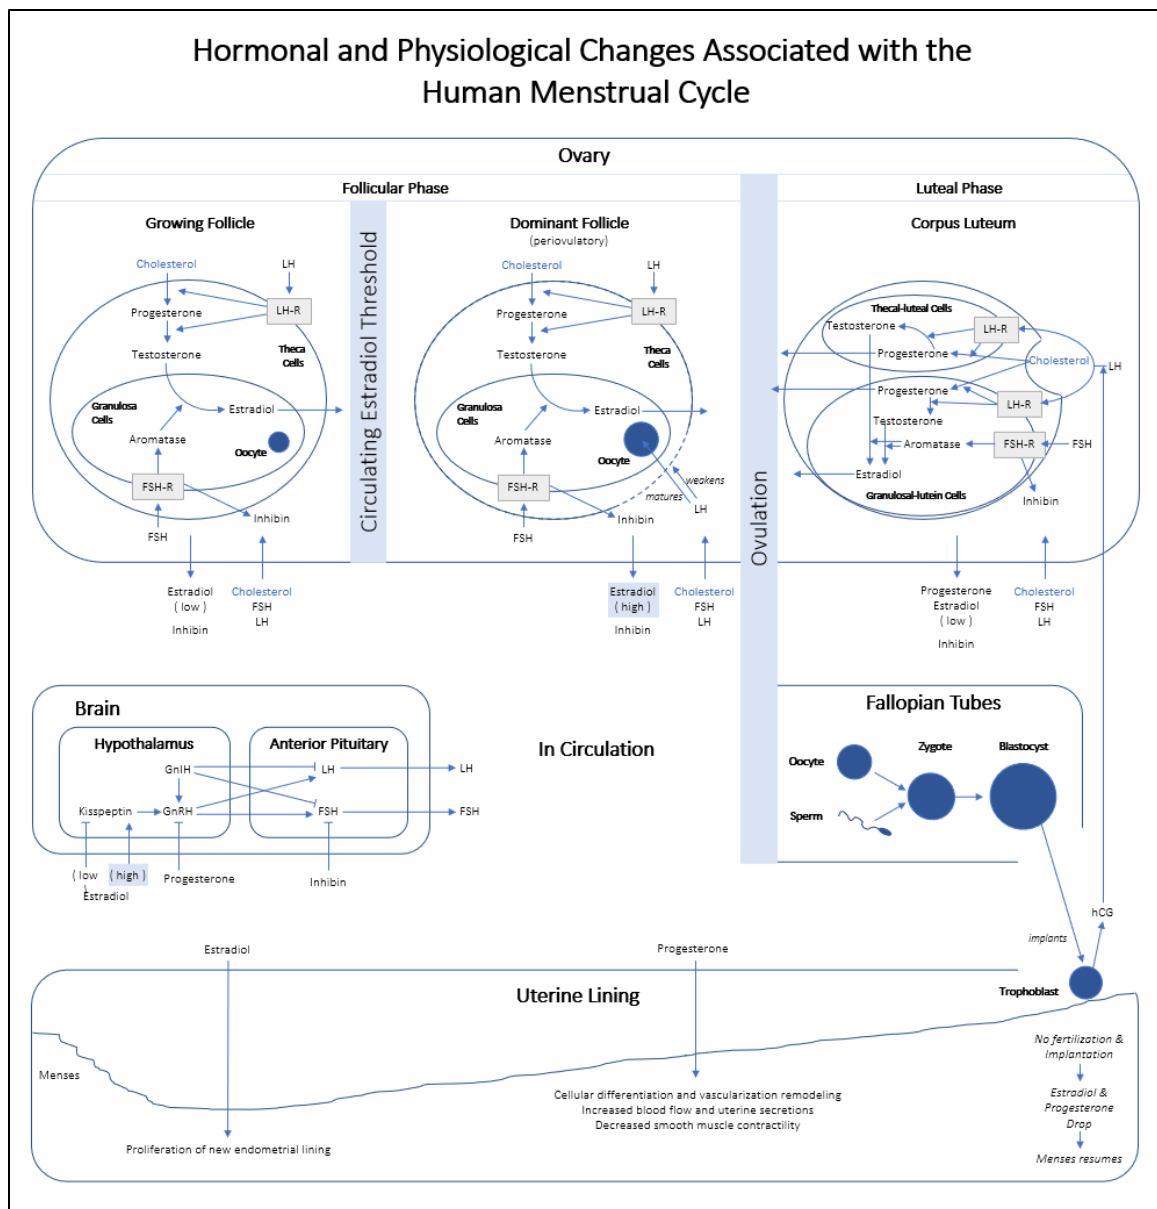 Hormonal and Physiological Changes Associated with the
Human Menstrual Cycle
Ovary
Follicular Phase
Luteal Phase
Growing Follicle
Cholesterol
LH
LH-R
Progesterone
Testosterone
Theca
Cells
Granulosa
Cells
Estradiol
Aromatase
Oocyte
FSH-R
Inhibin
FSH
Estradiol
( low )
Inhibin
Cholesterol
FSH
LH
Circulating Estradiol Threshold
Dominant Follicle
(periovulatory)
Cholesterol
LH
LH-R
Progesterone
Testosterone
Theca
Cells
Granulosa
Cells
Estradiol
Aromatase
Oocyte
FSH-R
weakens
matures
LH
Inhibin
FSH
Estradiol
( high )
Inhibin
Cholesterol
FSH
LH
Ovulation
Corpus Luteum
Thecal-luteal Cells
Testosterone
LH-R
Progesterone
Cholesterol
LH
Progesterone
LH-R
Testosterone
Aromatase
FSH-R
FSH
Estradiol
Granulosal-lutein Cells
Inhibin
Progesterone
Estradiol
( low )
Inhibin
Cholesterol
FSH
LH
Brain
Hypothalamus
Anterior Pituitary
GnIH
LH
LH
Kisspeptin
GnRH
FSH
FSH
( low
)
( high )
Estradiol
Progesterone
Inhibin
In Circulation
Fallopian Tubes
Oocyte
Zygote
Blastocyst
Sperm
implants
hCG
Trophoblast
Estradiol
Progesterone
Uterine Lining
Menses
Proliferation of new endometrial lining
Cellular differentiation and vascularization remodeling
Increased blood flow and uterine secretions
Decreased smooth muscle contractility
No fertilization &
Implantation
Estradiol &
Progesterone
Drop
Menses resumes